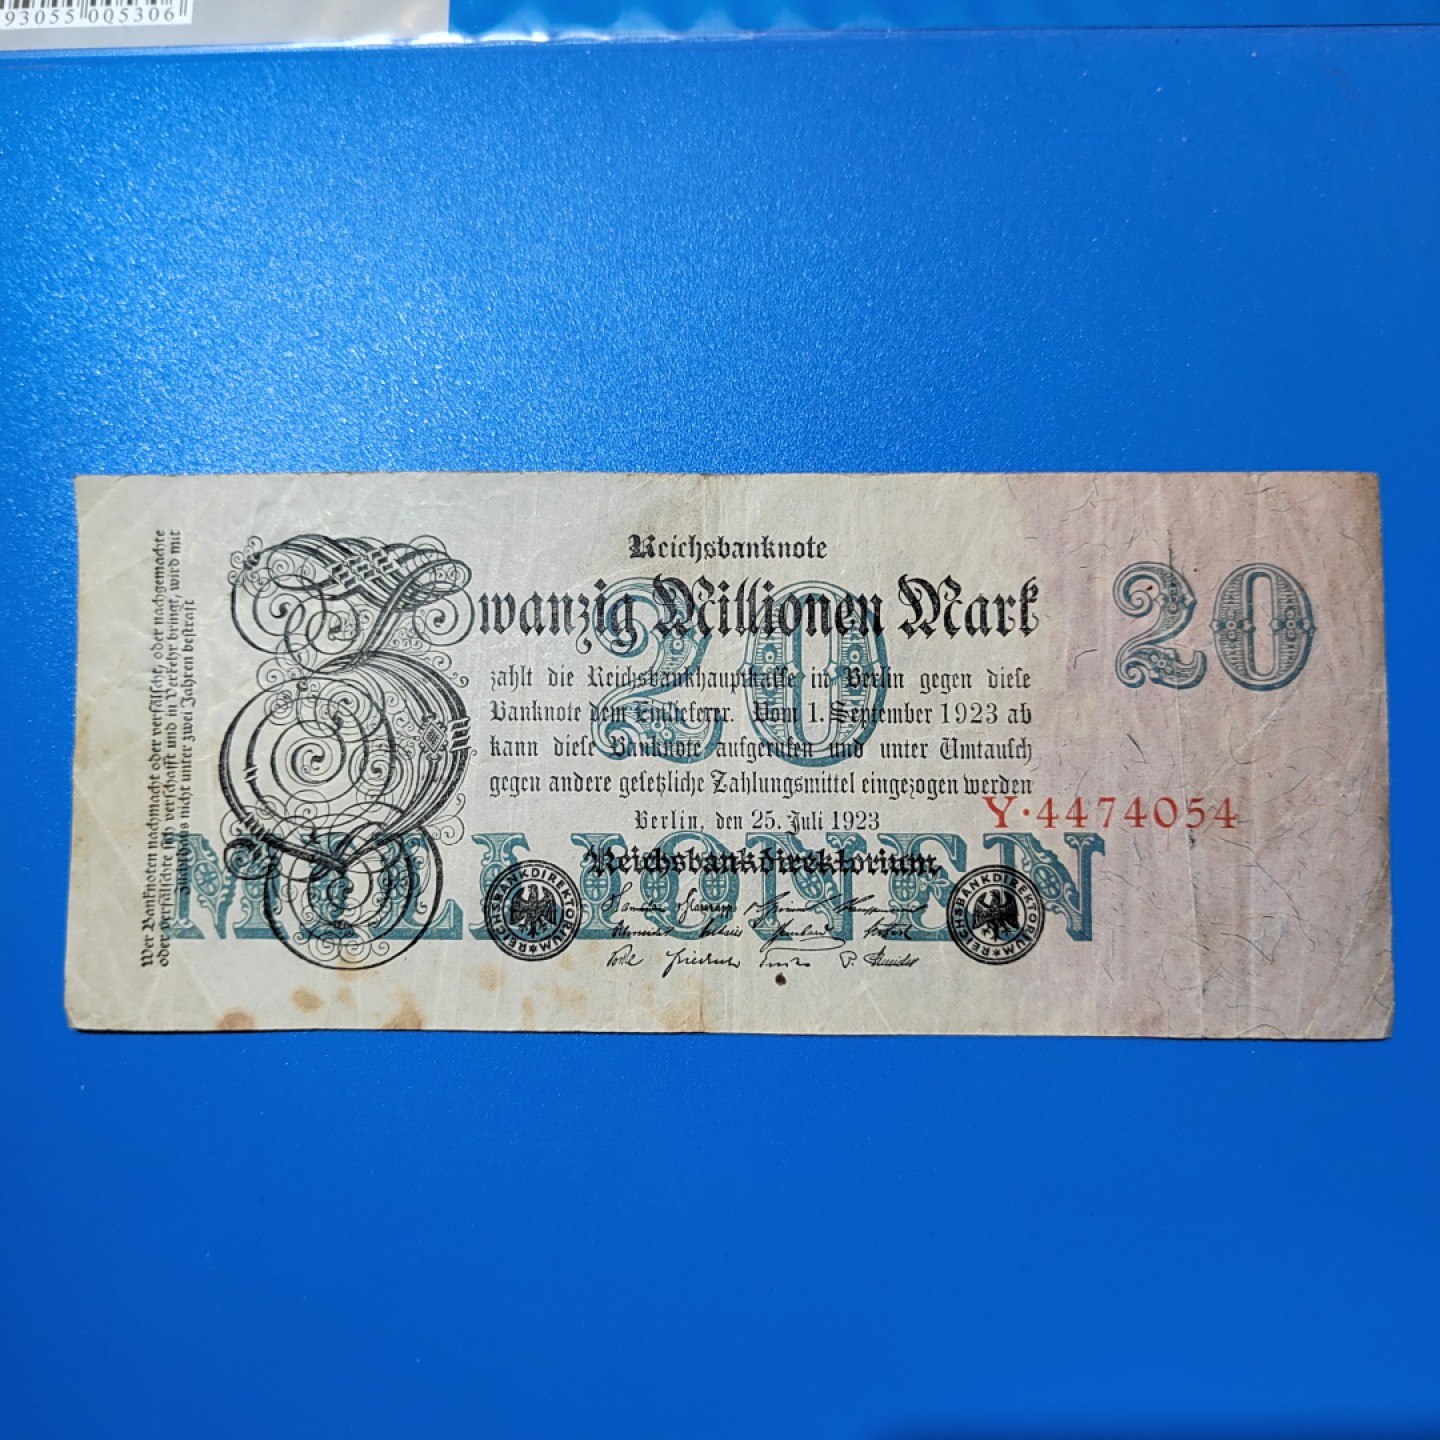 93055 005306
Reichsbanknote
Zwanzig Millionen Mark
20
20
zahlt die Reichsbankhauptkasse in Berlin gegen diese
Banknote dem Einlieferer. Vom 1. September 1923 ab
kann diese Banknote aufgerufen und unter Umtausch
gegen andere gesetzliche Zahlungsmittel eingezogen werden
Y·4474054
Berlin, den 25. Juli 1923
MILLIONEN
Reichsbankdirektorium
REICHSBANKDIREKTORIUM
REICHSBANKDIREKTORIUM
Wer Banknoten nachmacht oder verfälscht, oder nachgemachte
oder verfälschte sich verschafft und in Verkehr bringt, wird mit
Zuchthaus nicht unter zwei Jahren bestraft